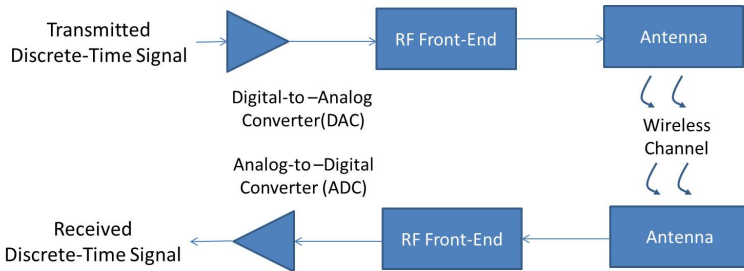 Transmitted
Discrete-Time Signal
RF Front-End
Antenna
Digital-to –Analog
Converter(DAC)
Wireless
Channel
Analog-to –Digital
Converter (ADC)
Received
Discrete-Time Signal
RF Front-End
Antenna